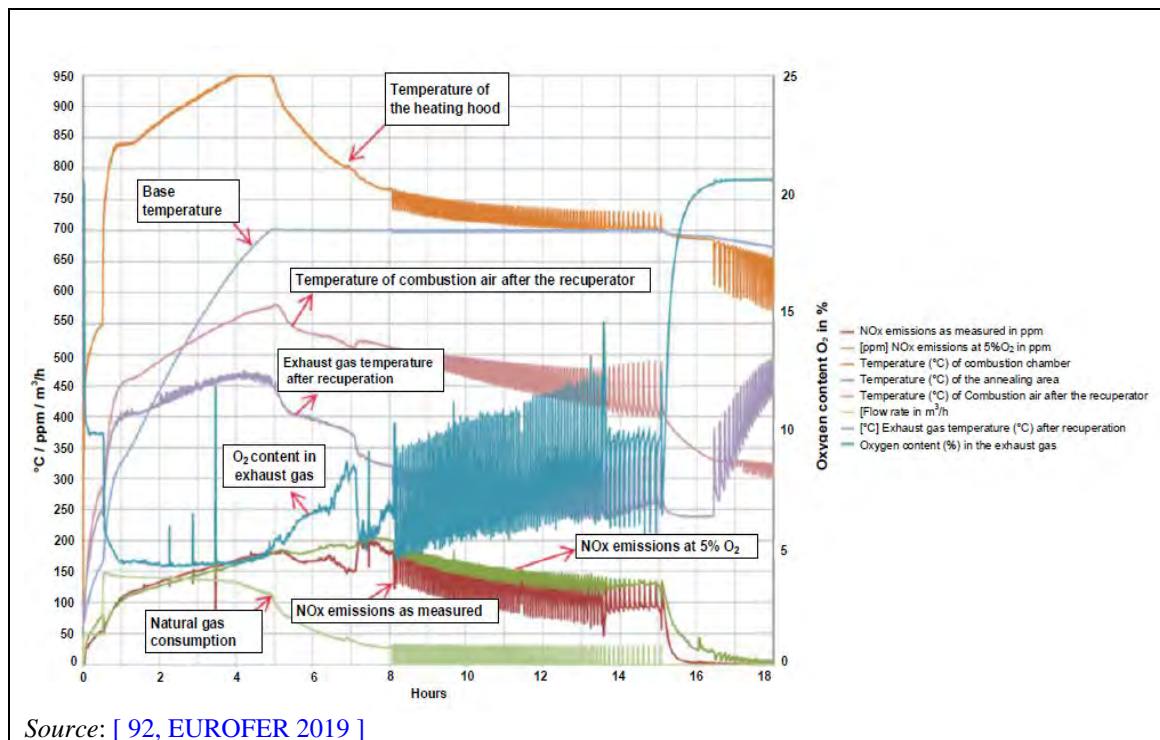 950
900
850
800
750
700
650
600
550
500
450
400
350
300
250
200
150
100
50
0
°C / ppm / m³/h
25
20
15
10
5
0
Oxygen content O₂ in %
0
2
4
6
8
10
12
14
16
18
Hours
Temperature of
the heating hood
Base
temperature
Temperature of combustion air after the recuperator
Exhaust gas temperature
after recuperation
O₂ content in
exhaust gas
NOx emissions at 5% O₂
NOx emissions as measured
Natural gas
consumption
NOx emissions as measured in ppm
[ppm] NOx emissions at 5%O₂ in ppm
Temperature (°C) of combustion chamber
Temperature (°C) of the annealing area
Temperature (°C) of Combustion air after the recuperator
[Flow rate in m³/h
[°C] Exhaust gas temperature (°C) after recuperation
Oxygen content (%) in the exhaust gas
Source: [ 92, EUROFER 2019 ]